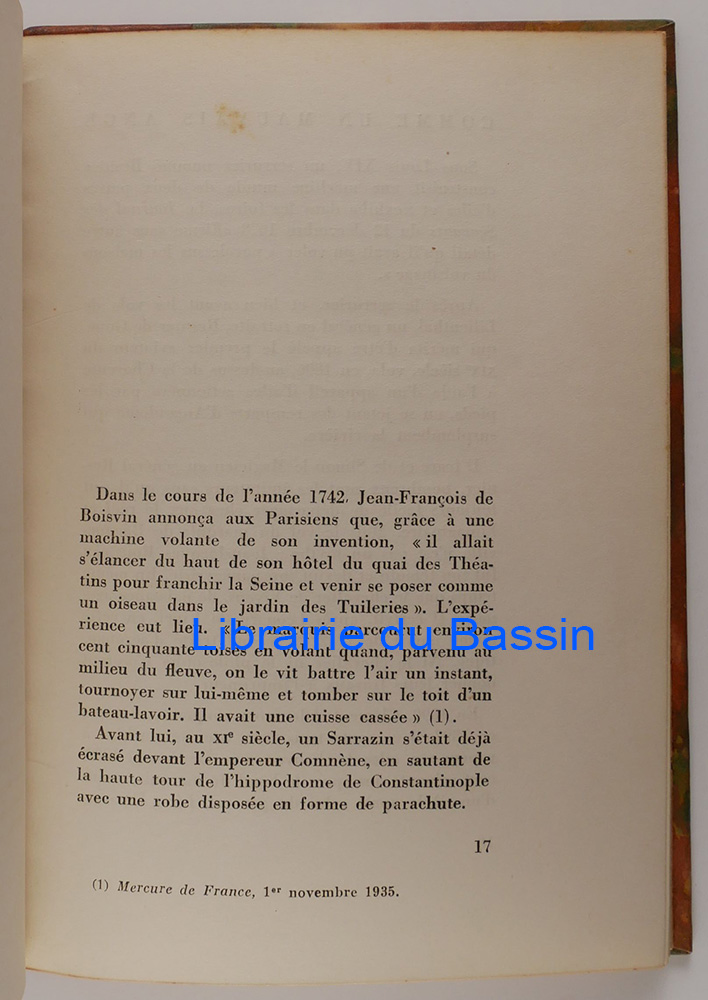 Dans le cours de l'année 1742, Jean-François de
Boisvin annonça aux Parisiens que, grâce à une
machine volante de son invention, « il allait
s'élancer du haut de son hôtel du quai des Théa-
tins pour franchir la Seine et venir se poser comme
un oiseau dans le jardin des Tuileries ». L'expé-
rience eut lieu. « Le marquis parcourut environ
Librairie du Bassin
cent cinquante toises en volant quand, parvenu au
milieu du fleuve, on le vit battre l'air un instant,
tournoyer sur lui-même et tomber sur le toit d'un
bateau-lavoir. Il avait une cuisse cassée » (1).
Avant lui, au XIe siècle, un Sarrazin s'était déjà
écrasé devant l'empereur Comnène, en sautant de
la haute tour de l'hippodrome de Constantinople
avec une robe disposée en forme de parachute.
17
(1) Mercure de France, 1er novembre 1935.